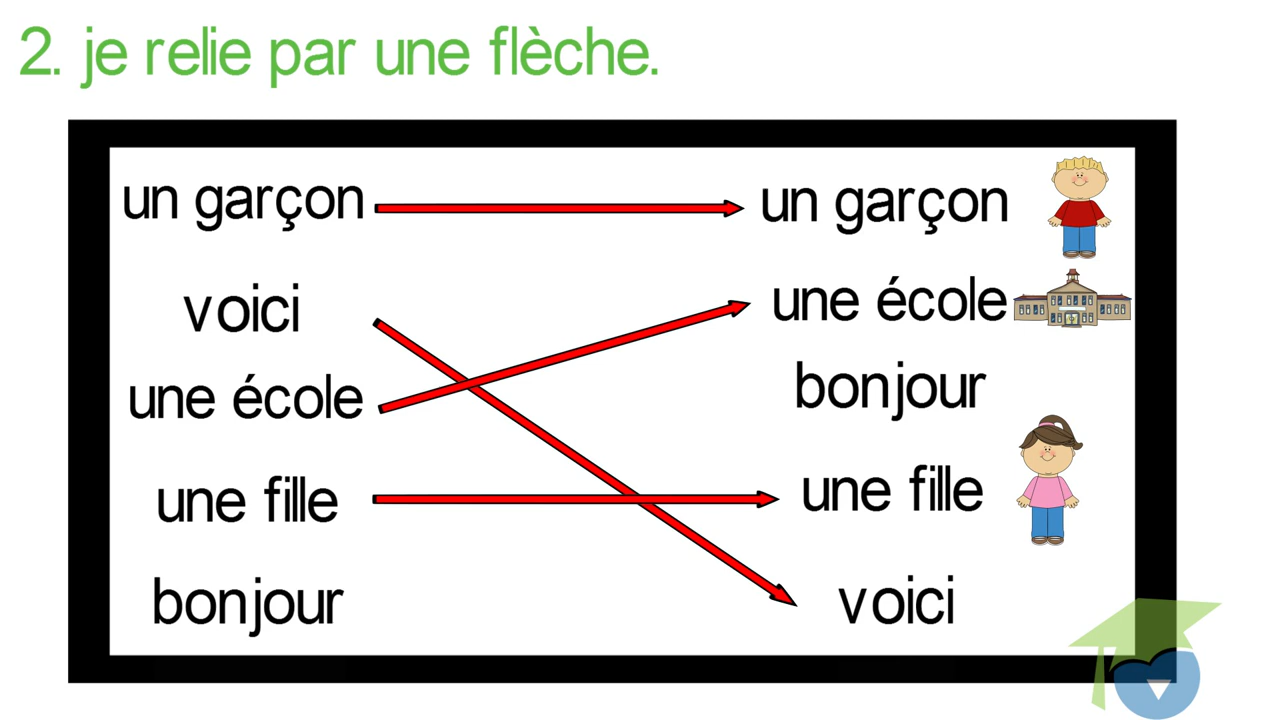 2. je relie par une flèche.
un garçon un garçon
voici une école
une école bonjour
une fille une fille
bonjour voici